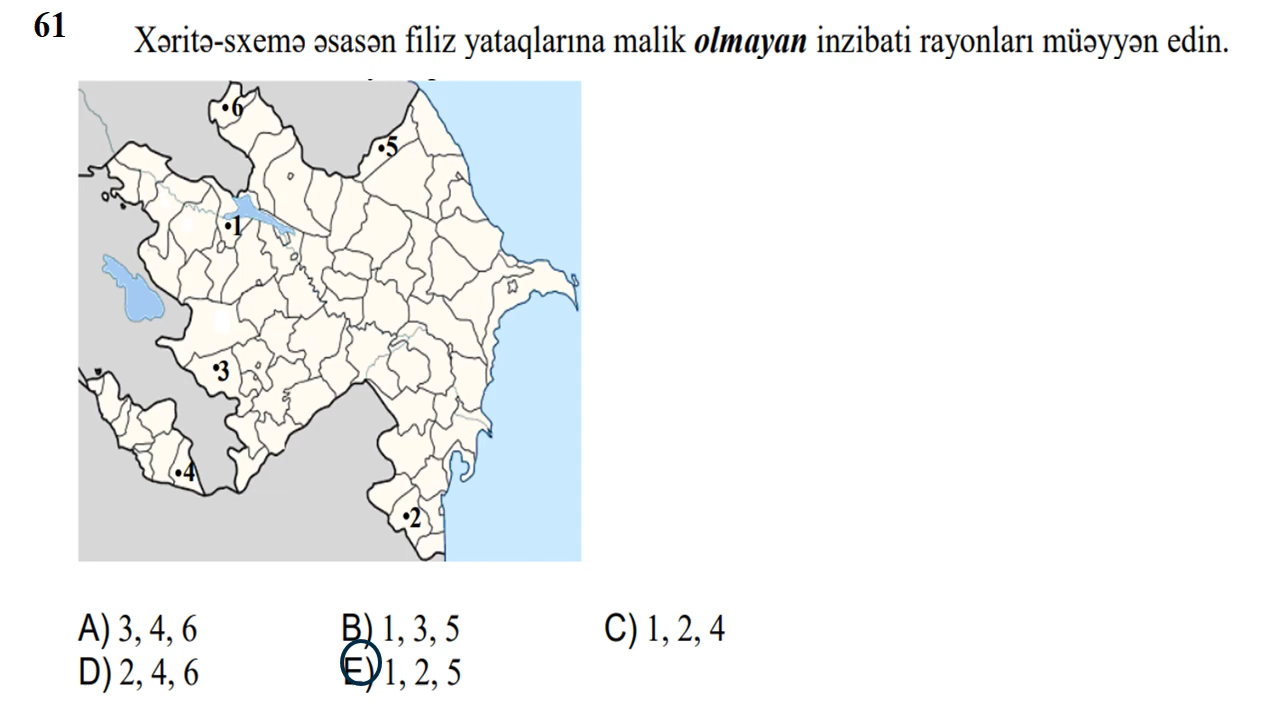 61
Xəritə-sxemə əsasən filiz yataqlarına malik olmayan inzibati rayonları müəyyən edin.
•6
•5
•1
•3
•4
•2
A) 3, 4, 6 B) 1, 3, 5 C) 1, 2, 4
D) 2, 4, 6 E) 1, 2, 5